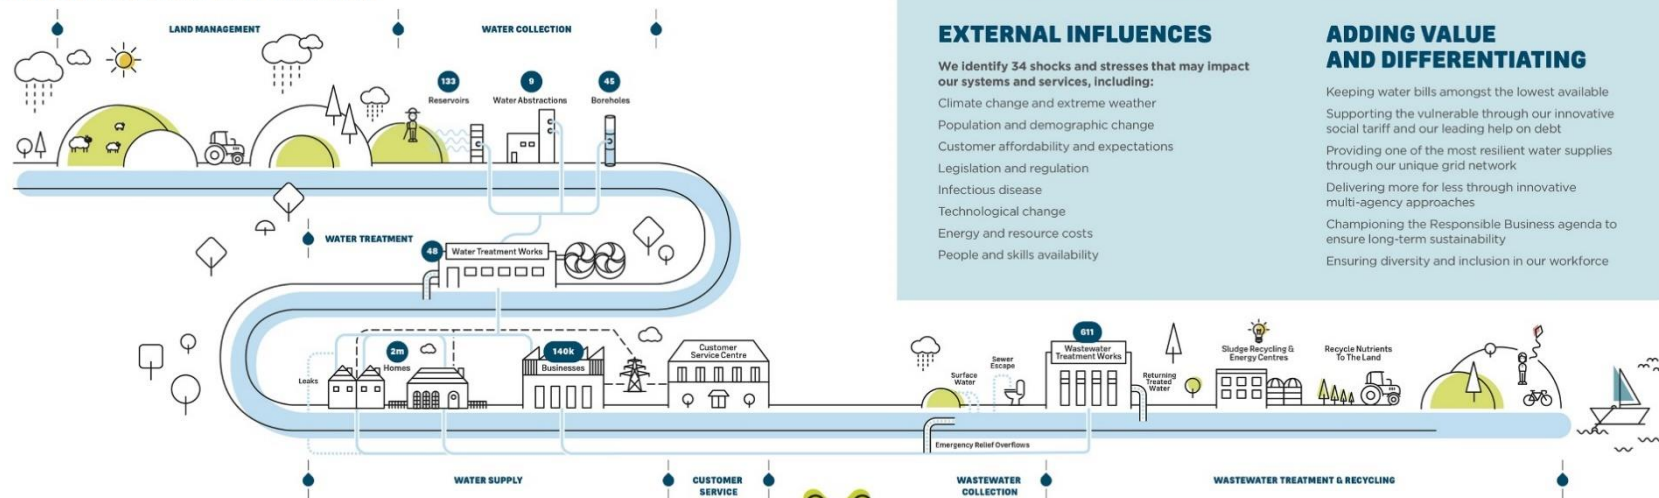 LAND MANAGEMENT
WATER COLLECTION
133
Reservoirs
9
Water Abstractions
45
Boreholes
WATER TREATMENT
48
Water Treatment Works
Leaks
2m
Homes
140k
Businesses
Customer
Service Centre
Surface
Water
Sewer
Escape
611
Wastewater
Treatment Works
Returning
Treated
Water
Sludge Recycling &
Energy Centres
Recycle Nutrients
To The Land
Emergency Relief Overflows
WATER SUPPLY
CUSTOMER
SERVICE
WASTEWATER
COLLECTION
WASTEWATER TREATMENT & RECYCLING
EXTERNAL INFLUENCES
We identify 34 shocks and stresses that may impact
our systems and services, including:
Climate change and extreme weather
Population and demographic change
Customer affordability and expectations
Legislation and regulation
Infectious disease
Technological change
Energy and resource costs
People and skills availability
ADDING VALUE
AND DIFFERENTIATING
Keeping water bills amongst the lowest available
Supporting the vulnerable through our innovative
social tariff and our leading help on debt
Providing one of the most resilient water supplies
through our unique grid network
Delivering more for less through innovative
multi-agency approaches
Championing the Responsible Business agenda to
ensure long-term sustainability
Ensuring diversity and inclusion in our workforce